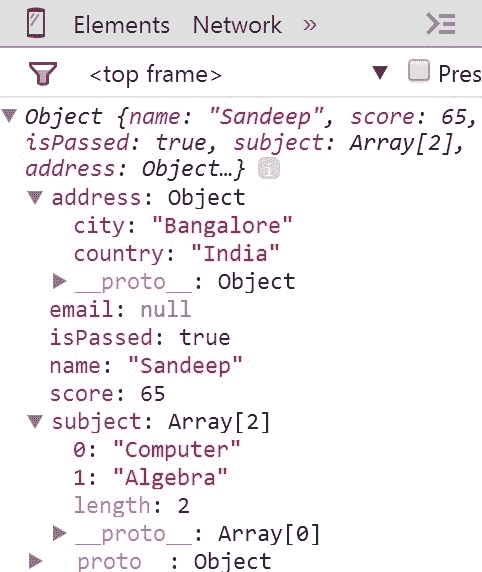 Elements Network »
<top frame> ▼ Pres
▼ Object {name: "Sandeep", score: 65,
isPassed: true, subject: Array[2],
address: Object…} i
▼ address: Object
city: "Bangalore"
country: "India"
▶ __proto__: Object
email: null
isPassed: true
name: "Sandeep"
score: 65
▼ subject: Array[2]
0: "Computer"
1: "Algebra"
length: 2
▶ __proto__: Array[0]
▶ proto : Object